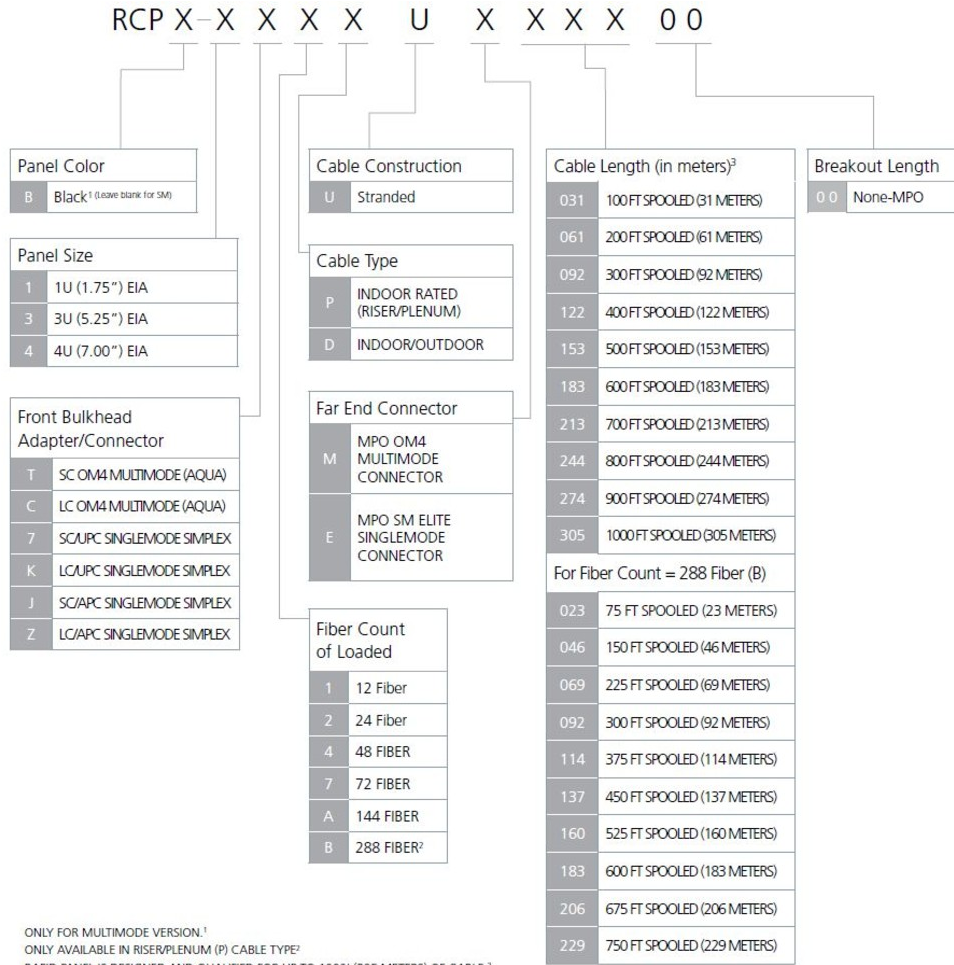 RCP X-X X X X U X X X X 0 0
Panel Color
B Black¹ (Leave blank for SM)
Panel Size
1 1U (1.75”) EIA
3 3U (5.25”) EIA
4 4U (7.00”) EIA
Front Bulkhead
Adapter/Connector
T SC OM4 MULTIMODE (AQUA)
C LC OM4 MULTIMODE (AQUA)
7 SC/UPC SINGLEMODE SIMPLEX
K LC/UPC SINGLEMODE SIMPLEX
J SC/APC SINGLEMODE SIMPLEX
Z LC/APC SINGLEMODE SIMPLEX
Cable Construction
U Stranded
Cable Type
P INDOOR RATED
(RISER/PLENUM)
D INDOOR/OUTDOOR
Far End Connector
M MPO OM4
MULTIMODE
CONNECTOR
E MPO SM ELITE
SINGLEMODE
CONNECTOR
Fiber Count
of Loaded
1 12 Fiber
2 24 Fiber
4 48 FIBER
7 72 FIBER
A 144 FIBER
B 288 FIBER²
Cable Length (in meters)³
031 100 FT SPOOLED (31 METERS)
061 200 FT SPOOLED (61 METERS)
092 300 FT SPOOLED (92 METERS)
122 400 FT SPOOLED (122 METERS)
153 500 FT SPOOLED (153 METERS)
183 600 FT SPOOLED (183 METERS)
213 700 FT SPOOLED (213 METERS)
244 800 FT SPOOLED (244 METERS)
274 900 FT SPOOLED (274 METERS)
305 1000 FT SPOOLED (305 METERS)
For Fiber Count = 288 Fiber (B)
023 75 FT SPOOLED (23 METERS)
046 150 FT SPOOLED (46 METERS)
069 225 FT SPOOLED (69 METERS)
092 300 FT SPOOLED (92 METERS)
114 375 FT SPOOLED (114 METERS)
137 450 FT SPOOLED (137 METERS)
160 525 FT SPOOLED (160 METERS)
183 600 FT SPOOLED (183 METERS)
206 675 FT SPOOLED (206 METERS)
229 750 FT SPOOLED (229 METERS)
Breakout Length
0 0 None-MPO
ONLY FOR MULTIMODE VERSION.¹
ONLY AVAILABLE IN RISER/PLENUM (P) CABLE TYPE²